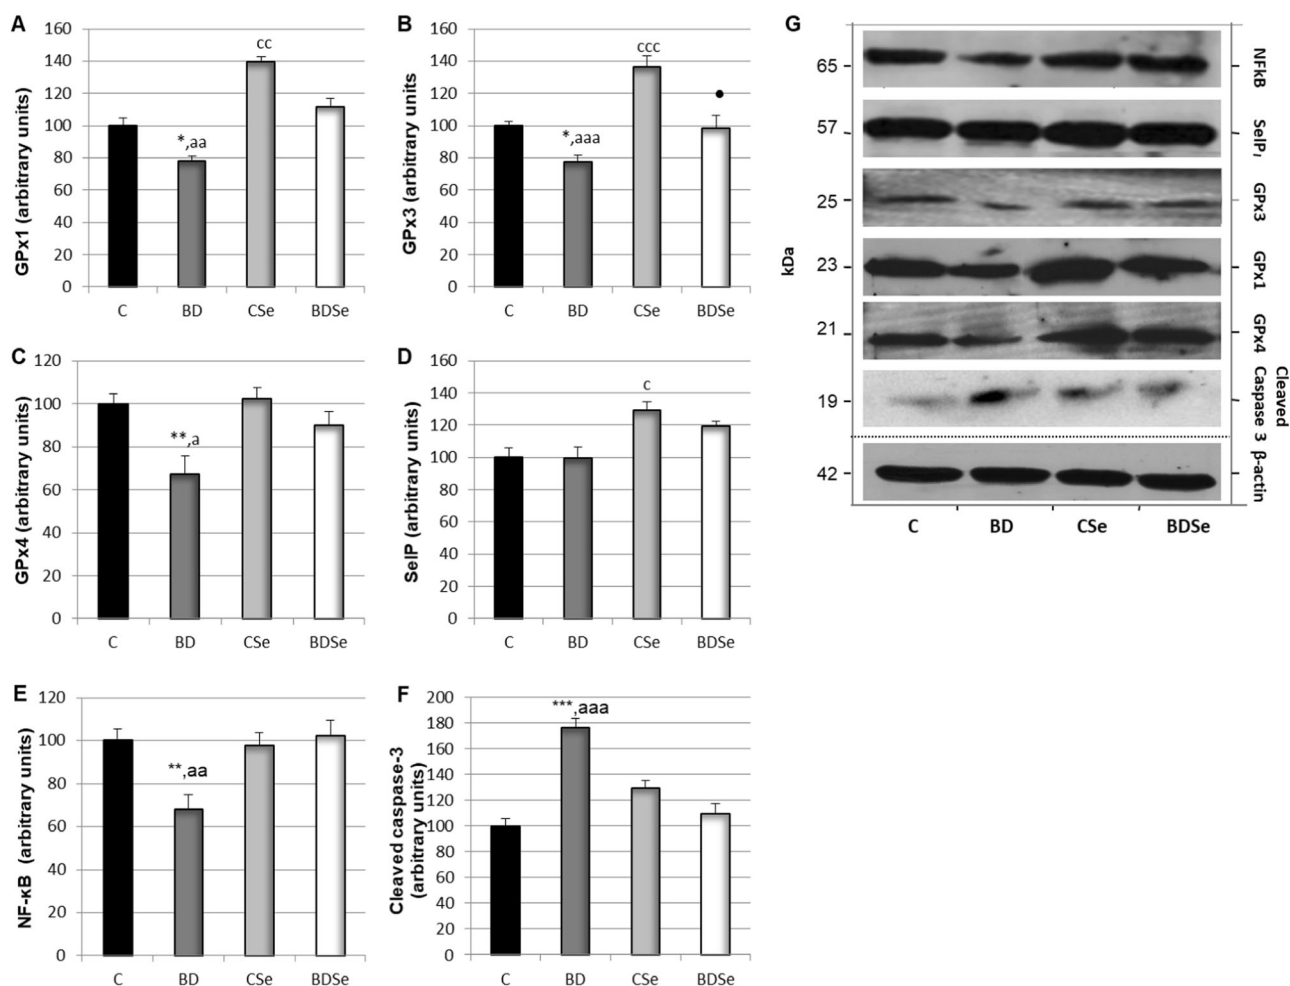 A
GPx1 (arbitrary units)
160
140
120
100
80
60
40
20
0
*,aa
cc
C BD CSe BDSe
B
GPx3 (arbitrary units
160
140
120
100
80
60
40
20
0
*,aaa
ccc
•
C BD CSe BDSe
C
GPx4 (arbitrary units)
120
100
80
60
40
20
0
**,a
C BD CSe BDSe
D
SelP (arbitrary units)
160
140
120
100
80
60
40
20
0
c
C BD CSe BDSe
E
NF-κB (arbitrary units)
120
100
80
60
40
20
0
**,aa
C BD CSe BDSe
F
Cleaved caspase-3
(arbitrary units)
200
180
160
140
120
100
80
60
40
20
0
***,aaa
C BD CSe BDSe
G
kDa
65 NFkB
57 SelP
25 GPx3
23 GPx1
21 GPx4
19 Cleaved
Caspase 3
42 β-actin
C BD CSe BDSe